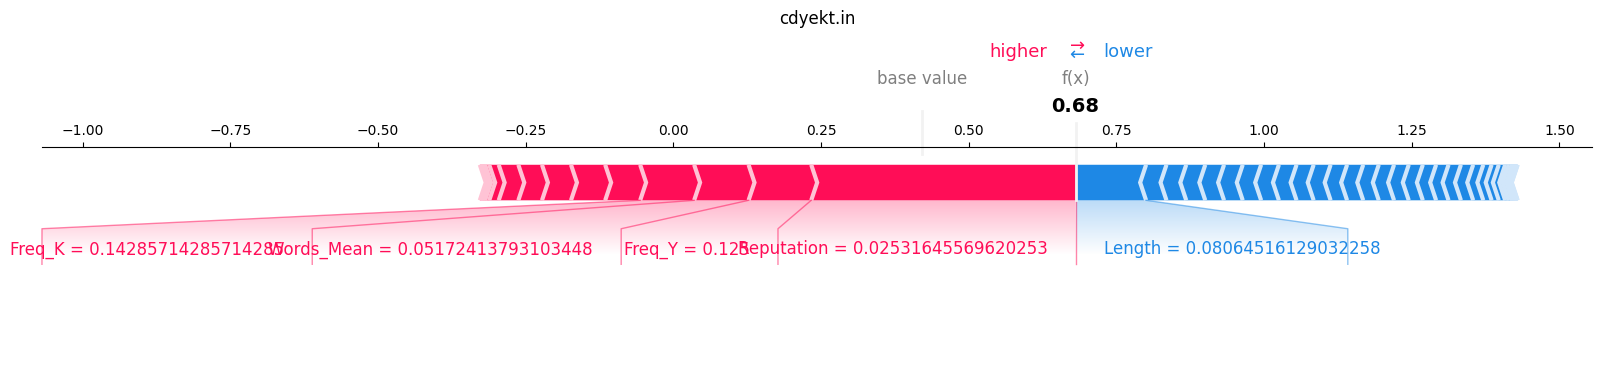 cdyekt.in
higher ⇄ lower
base value f(x)
0.68
−1.00 −0.75 −0.50 −0.25 0.00 0.25 0.50 0.75 1.00 1.25 1.50
Freq_K = 0.14285714285714285 Words_Mean = 0.05172413793103448 Freq_Y = 0.125 Reputation = 0.02531645569620253 Length = 0.08064516129032258